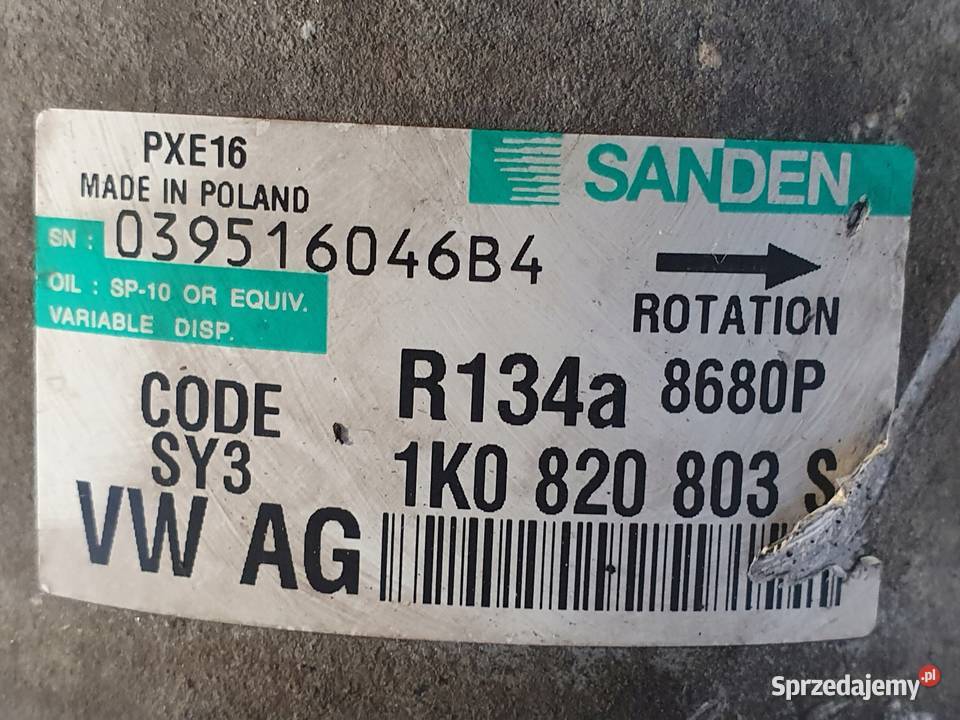 PXE16
MADE IN POLAND
SANDEN
SN : 039516046B4
OIL : SP-10 OR EQUIV.
VARIABLE DISP.
ROTATION
R134a 8680P
CODE
SY3
1K0 820 803 S
VW AG
Sprzedajemy.pl